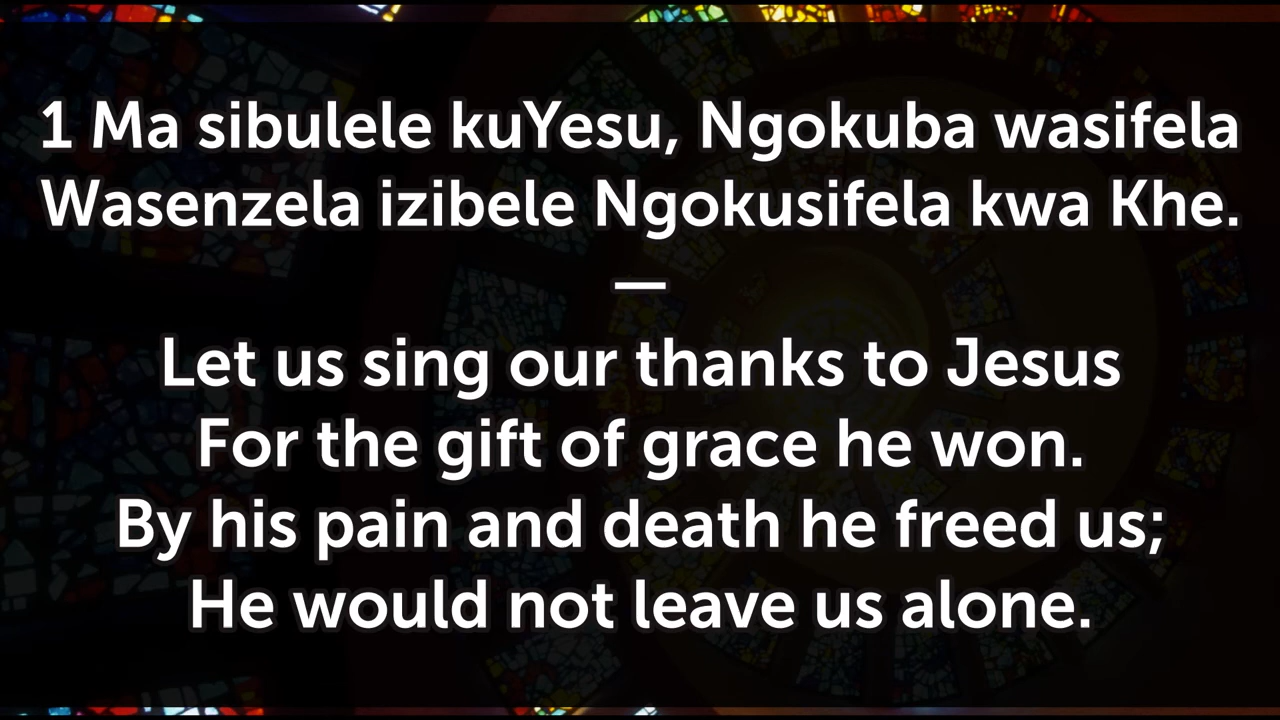 1 Ma sibulele kuYesu, Ngokuba wasifela
Wasenzela izibele Ngokusifela kwa Khe.
—
Let us sing our thanks to Jesus
For the gift of grace he won.
By his pain and death he freed us;
He would not leave us alone.